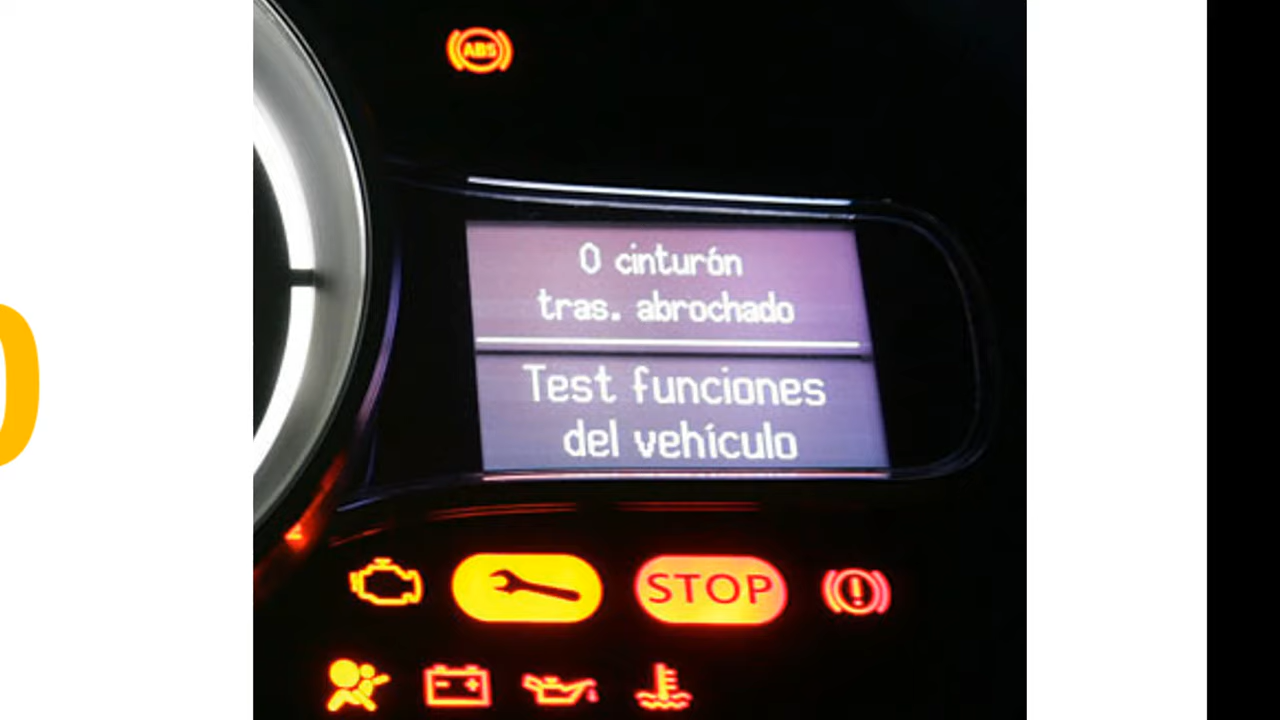 ABS
0 cinturón
tras. abrochado
Test funciones
del vehículo
STOP